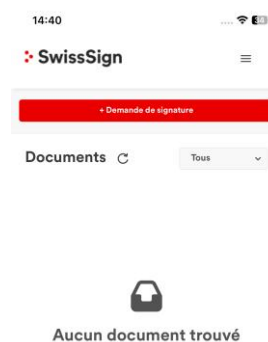 14:40
SwissSign
+ Demande de signature
Documents
Tous
Aucun document trouvé